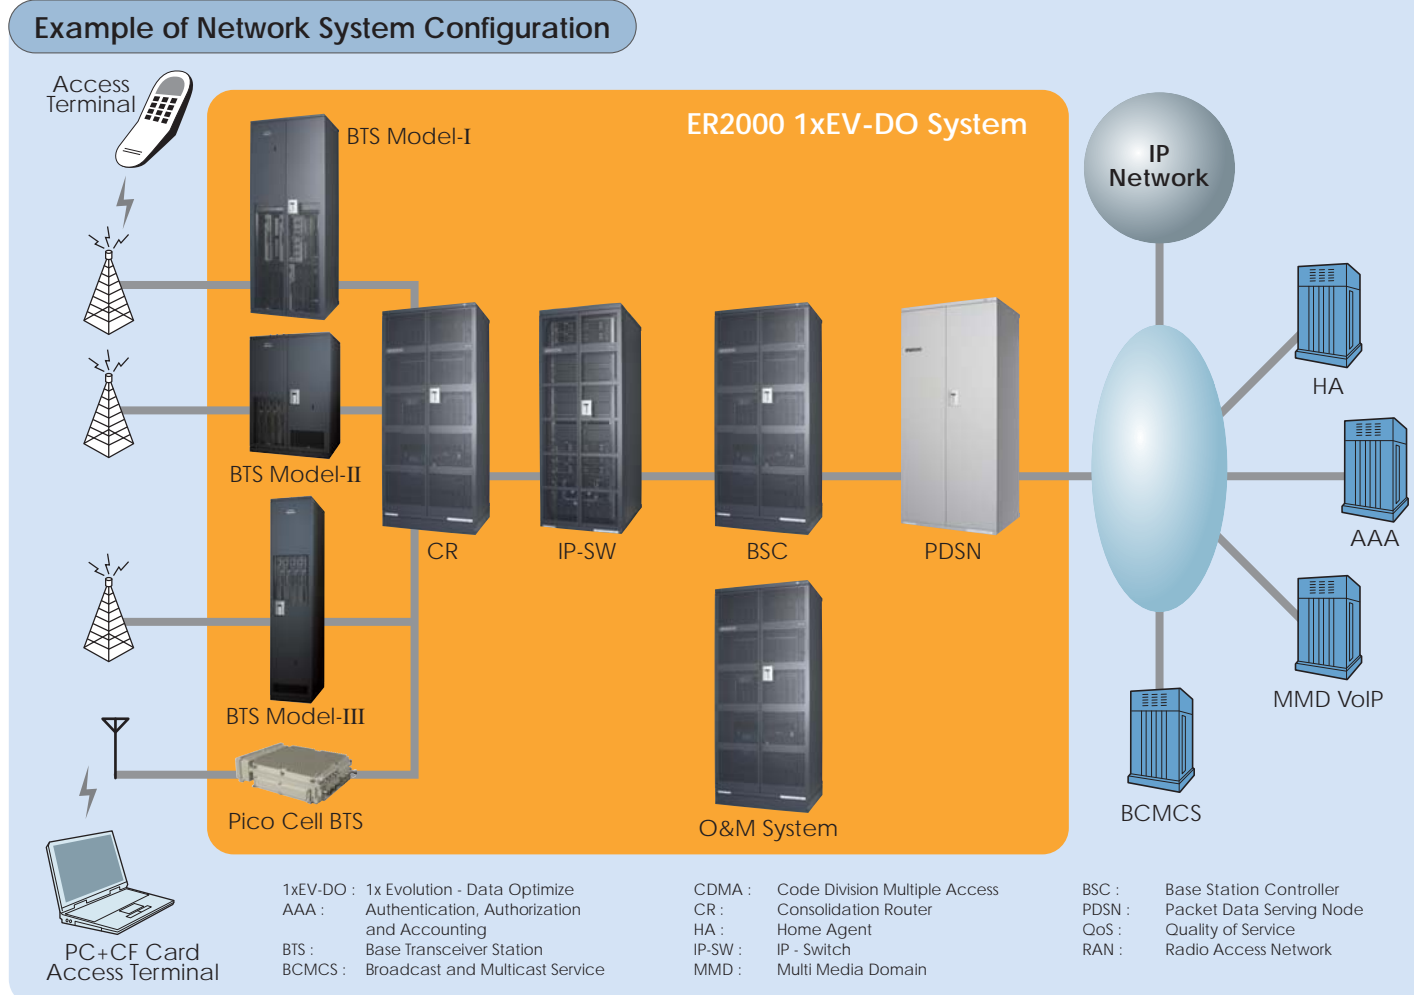 Example of Network System Configuration
Access
Terminal
BTS Model-I
ER2000 1xEV-DO System
IP
Network
HA
BTS Model-II
CR
IP-SW
BSC
PDSN
AAA
BTS Model-III
MMD VoIP
Pico Cell BTS
O&M System
BCMCS
PC+CF Card
Access Terminal
1xEV-DO : 1x Evolution - Data Optimize
AAA : Authentication, Authorization
and Accounting
BTS : Base Transceiver Station
BCMCS : Broadcast and Multicast Service
CDMA : Code Division Multiple Access
CR : Consolidation Router
HA : Home Agent
IP-SW : IP - Switch
MMD : Multi Media Domain
BSC : Base Station Controller
PDSN : Packet Data Serving Node
QoS : Quality of Service
RAN : Radio Access Network